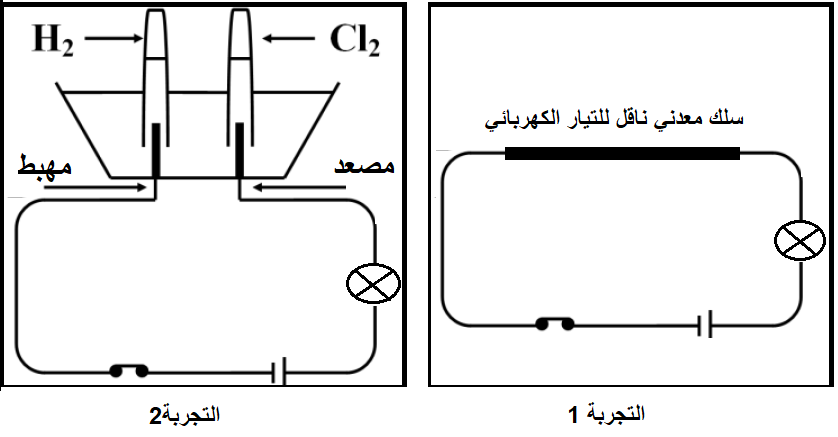 H₂
Cl₂
مهبط
مصعد
التجربة2
سلك معدني ناقل للتيار الكهربائي
التجربة 1